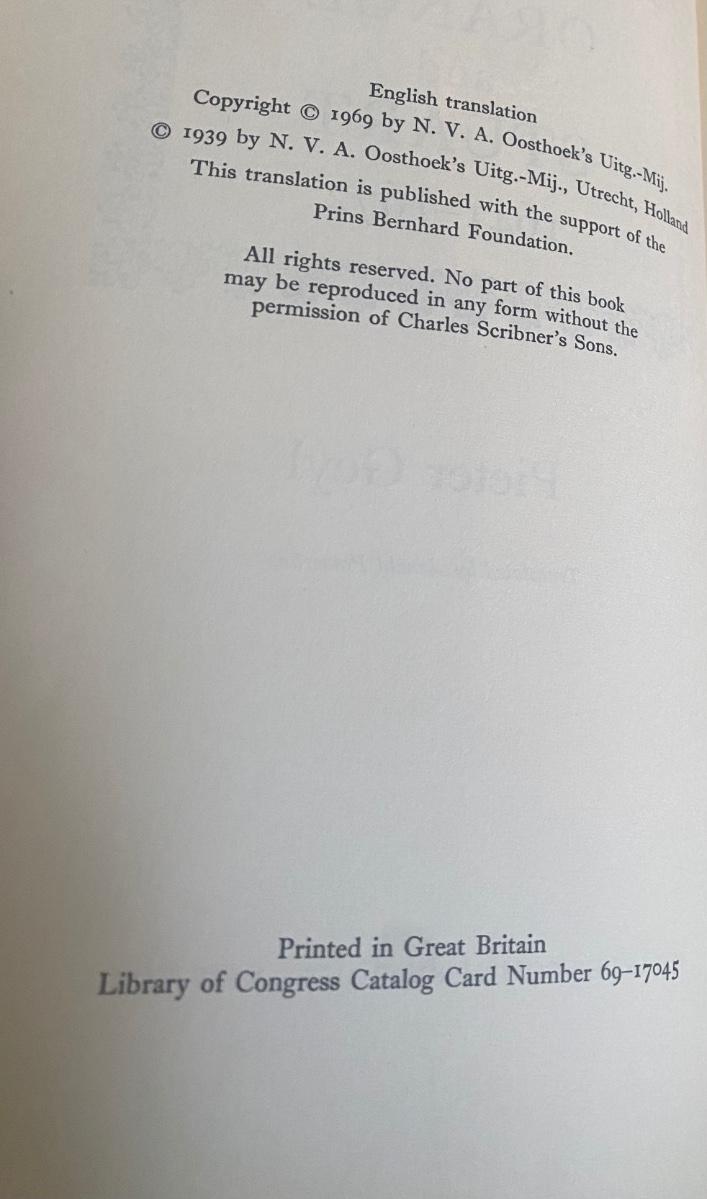 English translation
Copyright © 1969 by N. V. A. Oosthoek's Uitg.-Mij.
© 1939 by N. V. A. Oosthoek's Uitg.-Mij., Utrecht, Holland
This translation is published with the support of the
Prins Bernhard Foundation.
All rights reserved. No part of this book
may be reproduced in any form without the
permission of Charles Scribner's Sons.
Pieter Geyl
Printed in Great Britain
Library of Congress Catalog Card Number 69-17045